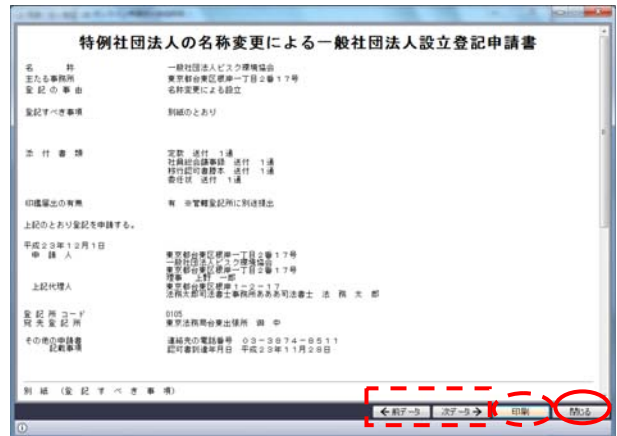 特例社団法人の名称変更による一般社団法人設立登記申請書
名　　称　一般社団法人ビスク環境協会
主たる事務所　東京都台東区根岸一丁目２番１７号
登記の事由　名称変更による設立
登記すべき事項　別紙のとおり
添付書類　定款　送付　１通
社員総会議事録　送付　１通
移行認可書謄本　送付　１通
委任状　送付　１通
印鑑届出の有無　有　※管轄登記所に別途提出
上記のとおり登記を申請する。
平成２３年１２月１日
申請人　東京都台東区根岸一丁目２番１７号
一般社団法人ビスク環境協会
東京都台東区根岸一丁目２番１７号
理事　上野　一郎
上記代理人　東京都台東区根岸１－２－１７
法務太郎司法書士事務所あああ司法書士　法　務　太　郎
登記所コード　0105
宛先登記所　東京法務局台東出張所　御　中
その他の申請書記載事項　連絡先の電話番号　０３－３８７４－８５１１
認可書到達年月日　平成２３年１１月２８日
別　紙　（登　記　す　べ　き　事　項）
←前データ　次データ→　印刷　閉じる